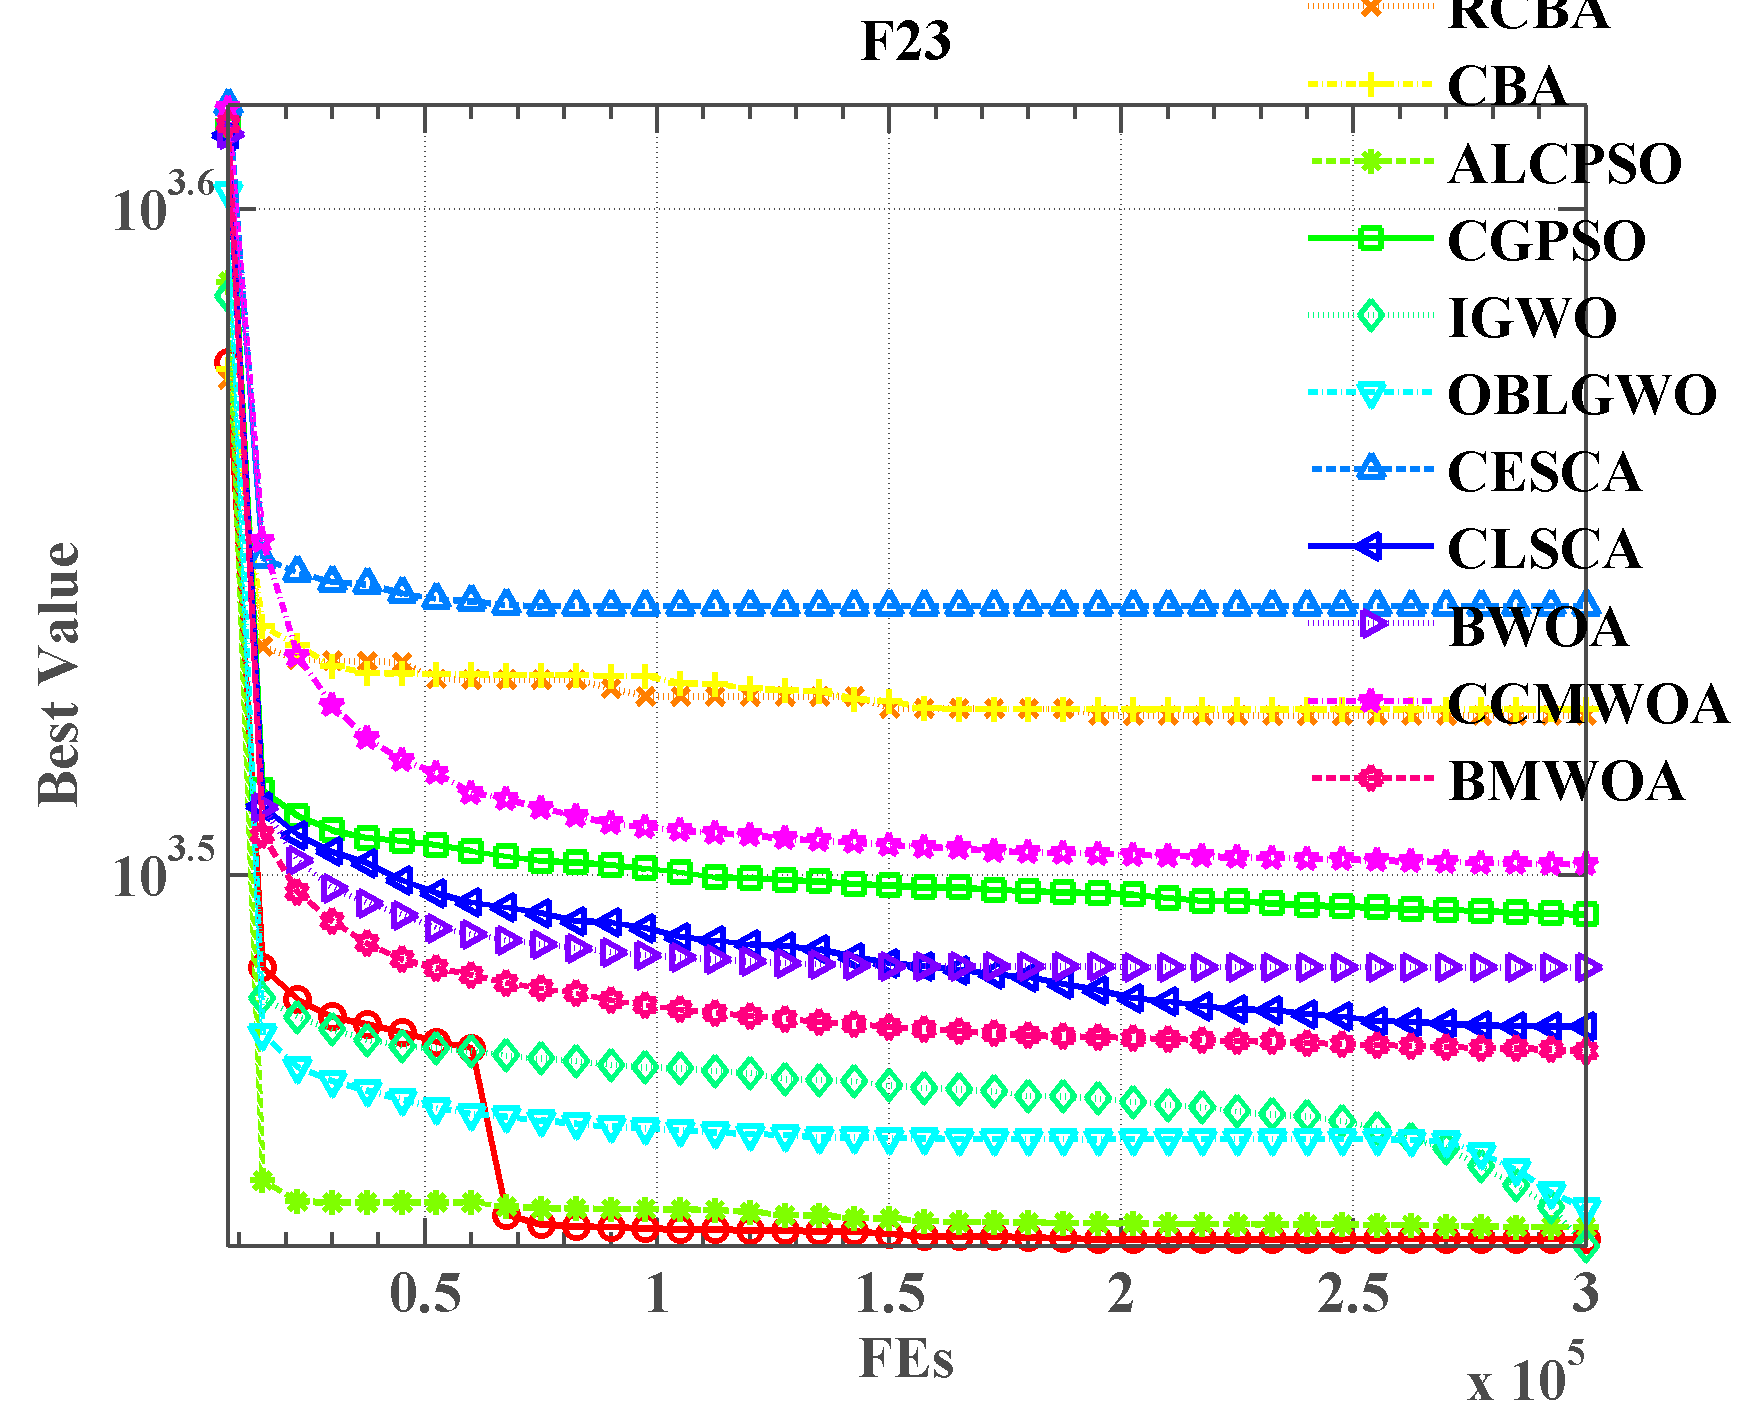 F23
RCBA
CBA
ALCPSO
CGPSO
IGWO
OBLGWO
CESCA
CLSCA
BWOA
CCMWOA
BMWOA
10^3.6
10^3.5
Best Value
0.5 1 1.5 2 2.5 3
FEs
x 10^5